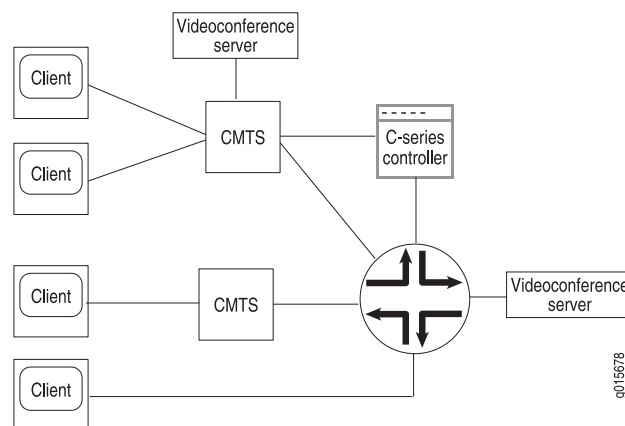 Videoconference
server
Client
CMTS
C-series
controller
Client
Client
CMTS
Videoconference
server
Client
g015678